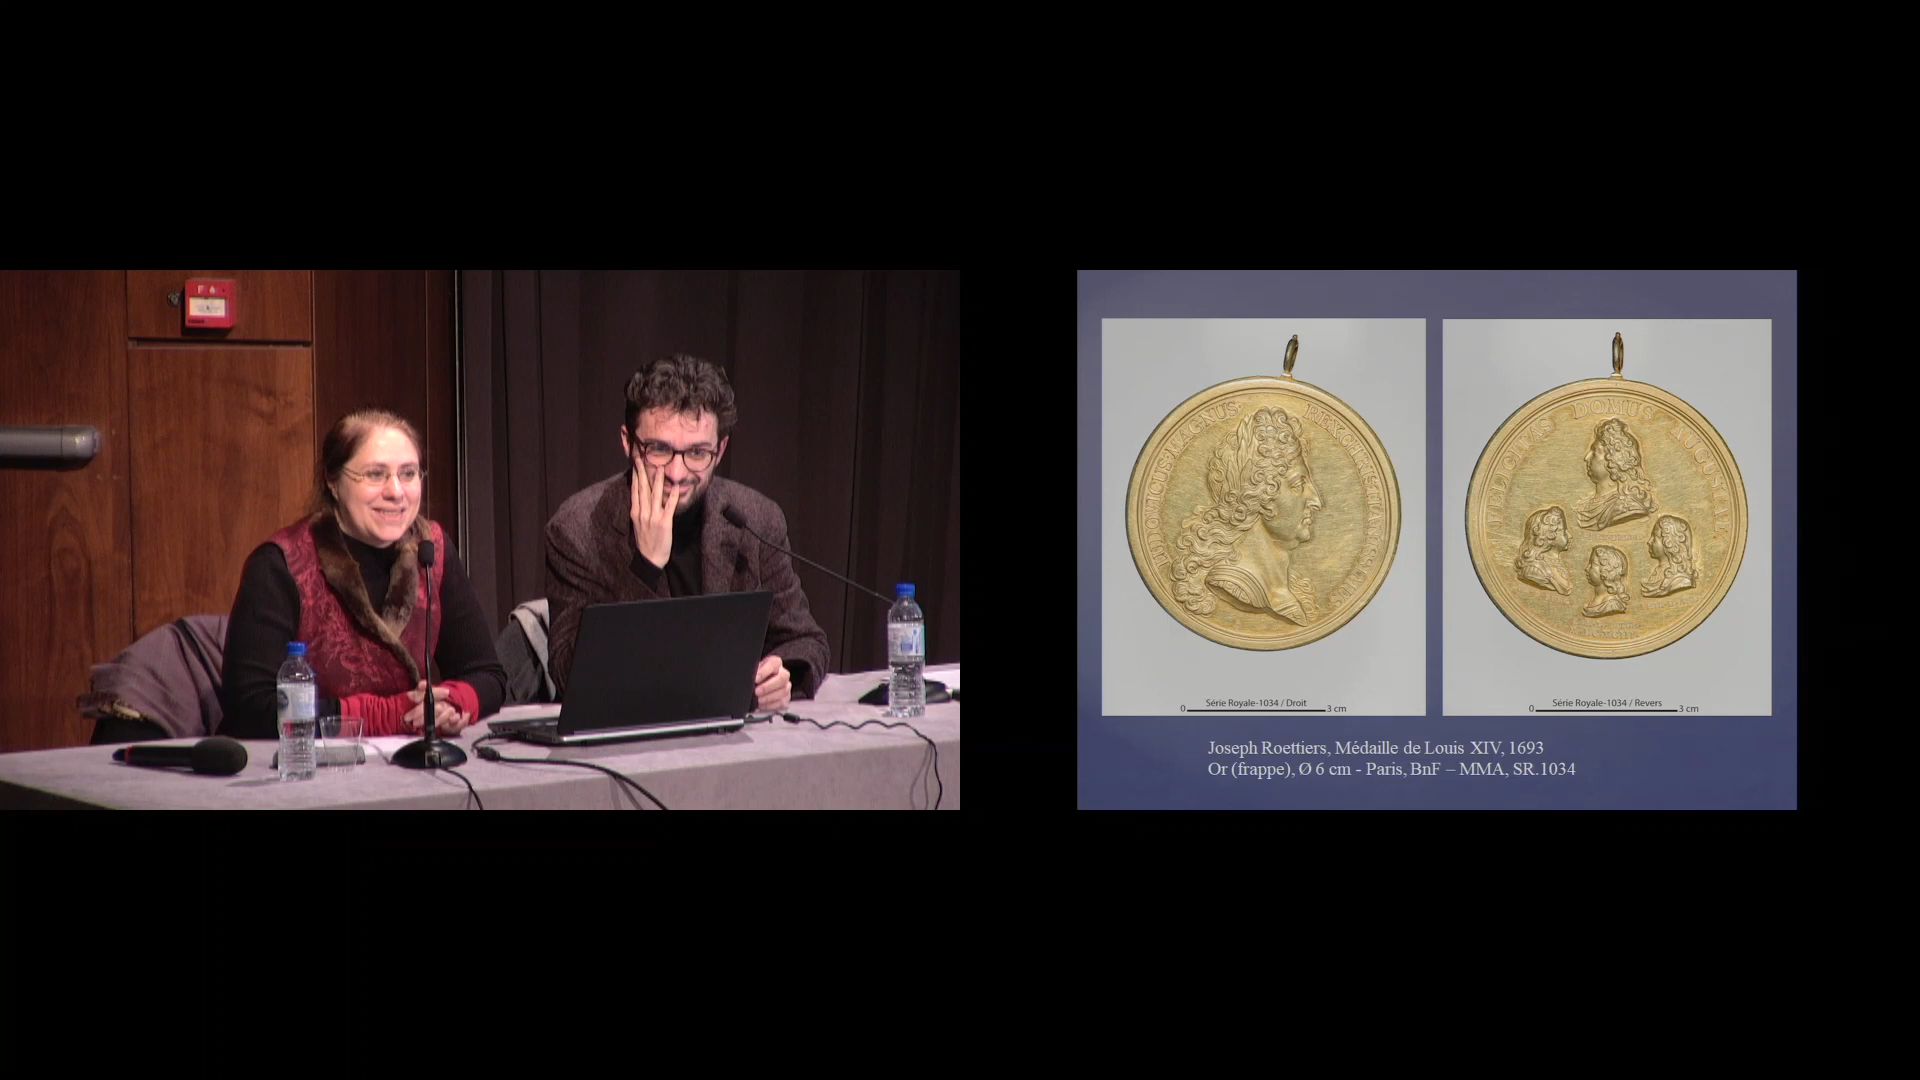 LUDOVICUS MAGNUS REX CHRISTIANISSIMUS
Série Royale-1034 / Droit
0 3 cm
FELICITAS DOMUS AUGUSTAE
Série Royale-1034 / Revers
0 3 cm
Joseph Roettiers, Médaille de Louis XIV, 1693
Or (frappe), Ø 6 cm - Paris, BnF – MMA, SR.1034